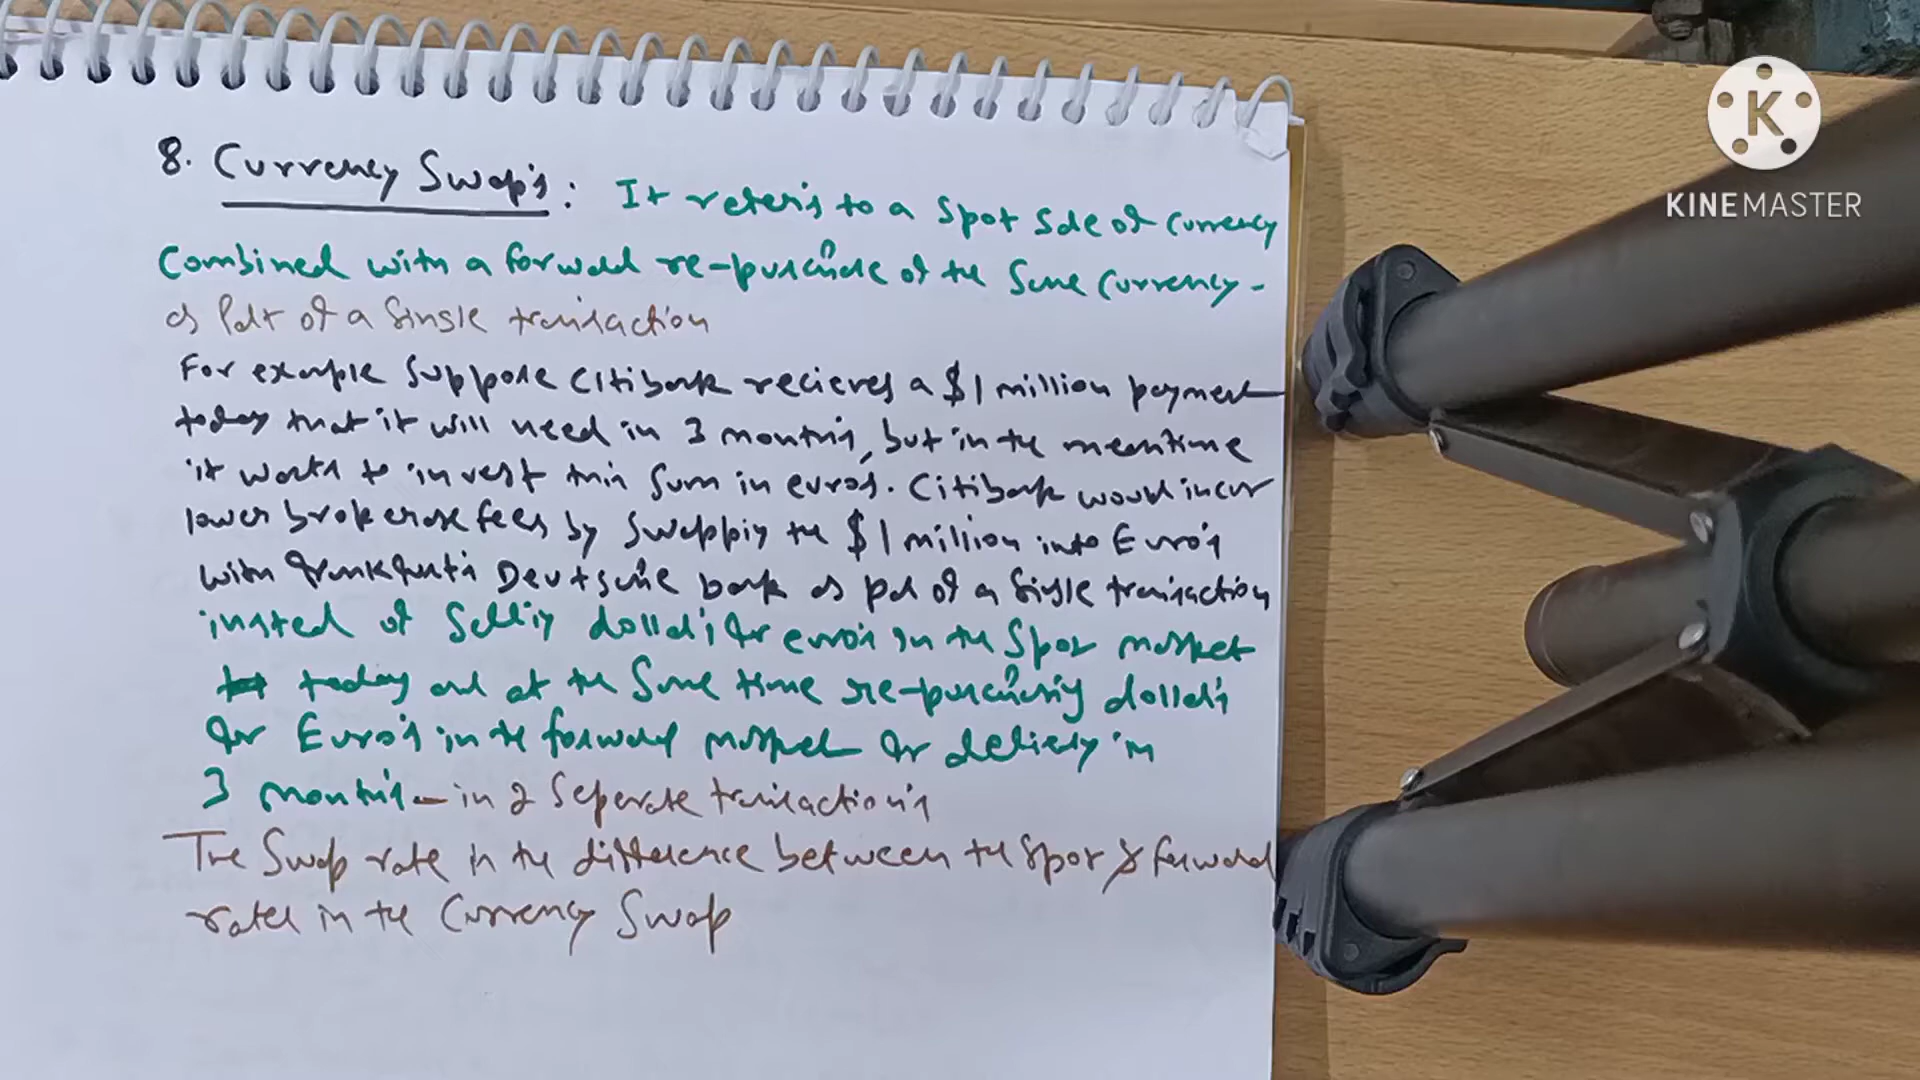 8. Currency Swap's : It refers to a Spot Sale of Currency
Combined with a forward re-purchase of the Same Currency -
as Part of a Single transaction
For example Suppose Citibank recieves a $1 million payment
today that it will need in 3 months, but in the meantime
it wants to invest this Sum in euros. Citibank would incur
lower brokerage fees by Swapping the $1 million into Euro's
with Frankfurt's Deutsche bank as part of a Single transaction
insted of Selling dollars for euro's in the Spot market
today and at the Same time re-purchasing dollars
for Euro's in the forward market for delivery in
3 months - in 2 Seperate transaction's
The Swap rate is the difference between the Spot & forward
rates in the Currency Swap
K
KINEMASTER